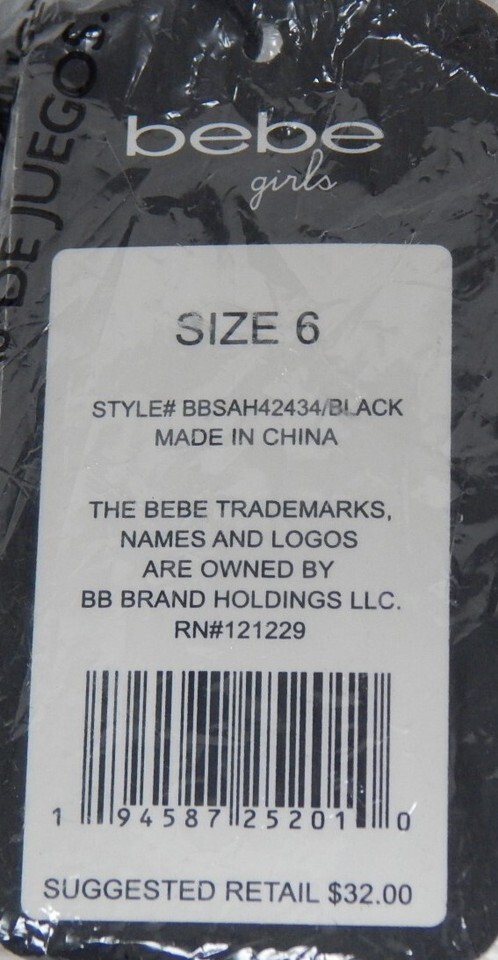 bebe
girls
SIZE 6
STYLE# BBSAH42434/BLACK
MADE IN CHINA
THE BEBE TRADEMARKS,
NAMES AND LOGOS
ARE OWNED BY
BB BRAND HOLDINGS LLC.
RN#121229
1 94587 25201 0
SUGGESTED RETAIL $32.00
DE JUEGOS.